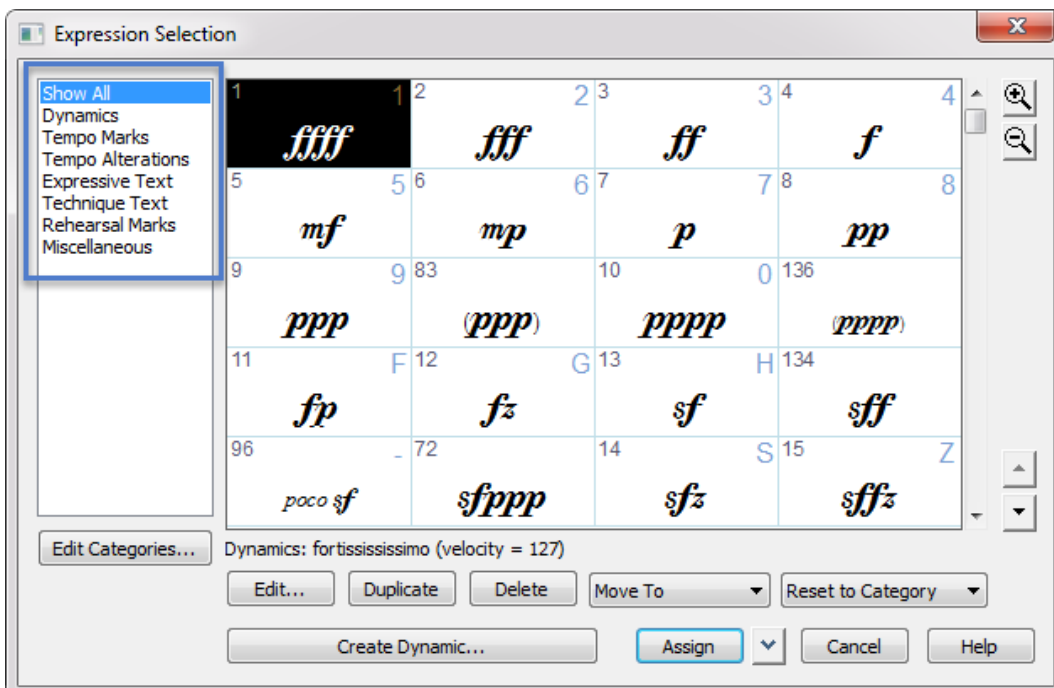 Expression Selection
Show All
Dynamics
Tempo Marks
Tempo Alterations
Expressive Text
Technique Text
Rehearsal Marks
Miscellaneous
1 1 2 2 3 3 4 4
ffff fff ff f
5 5 6 6 7 7 8 8
mf mp p pp
9 9 83 10 0 136
ppp (ppp) pppp (pppp)
11 F 12 G 13 H 134
fp fz sf sff
96 - 72 14 S 15 Z
poco sf sfppp sfz sffz
Edit Categories... Dynamics: fortissississimo (velocity = 127)
Edit... Duplicate Delete Move To Reset to Category
Create Dynamic... Assign Cancel Help